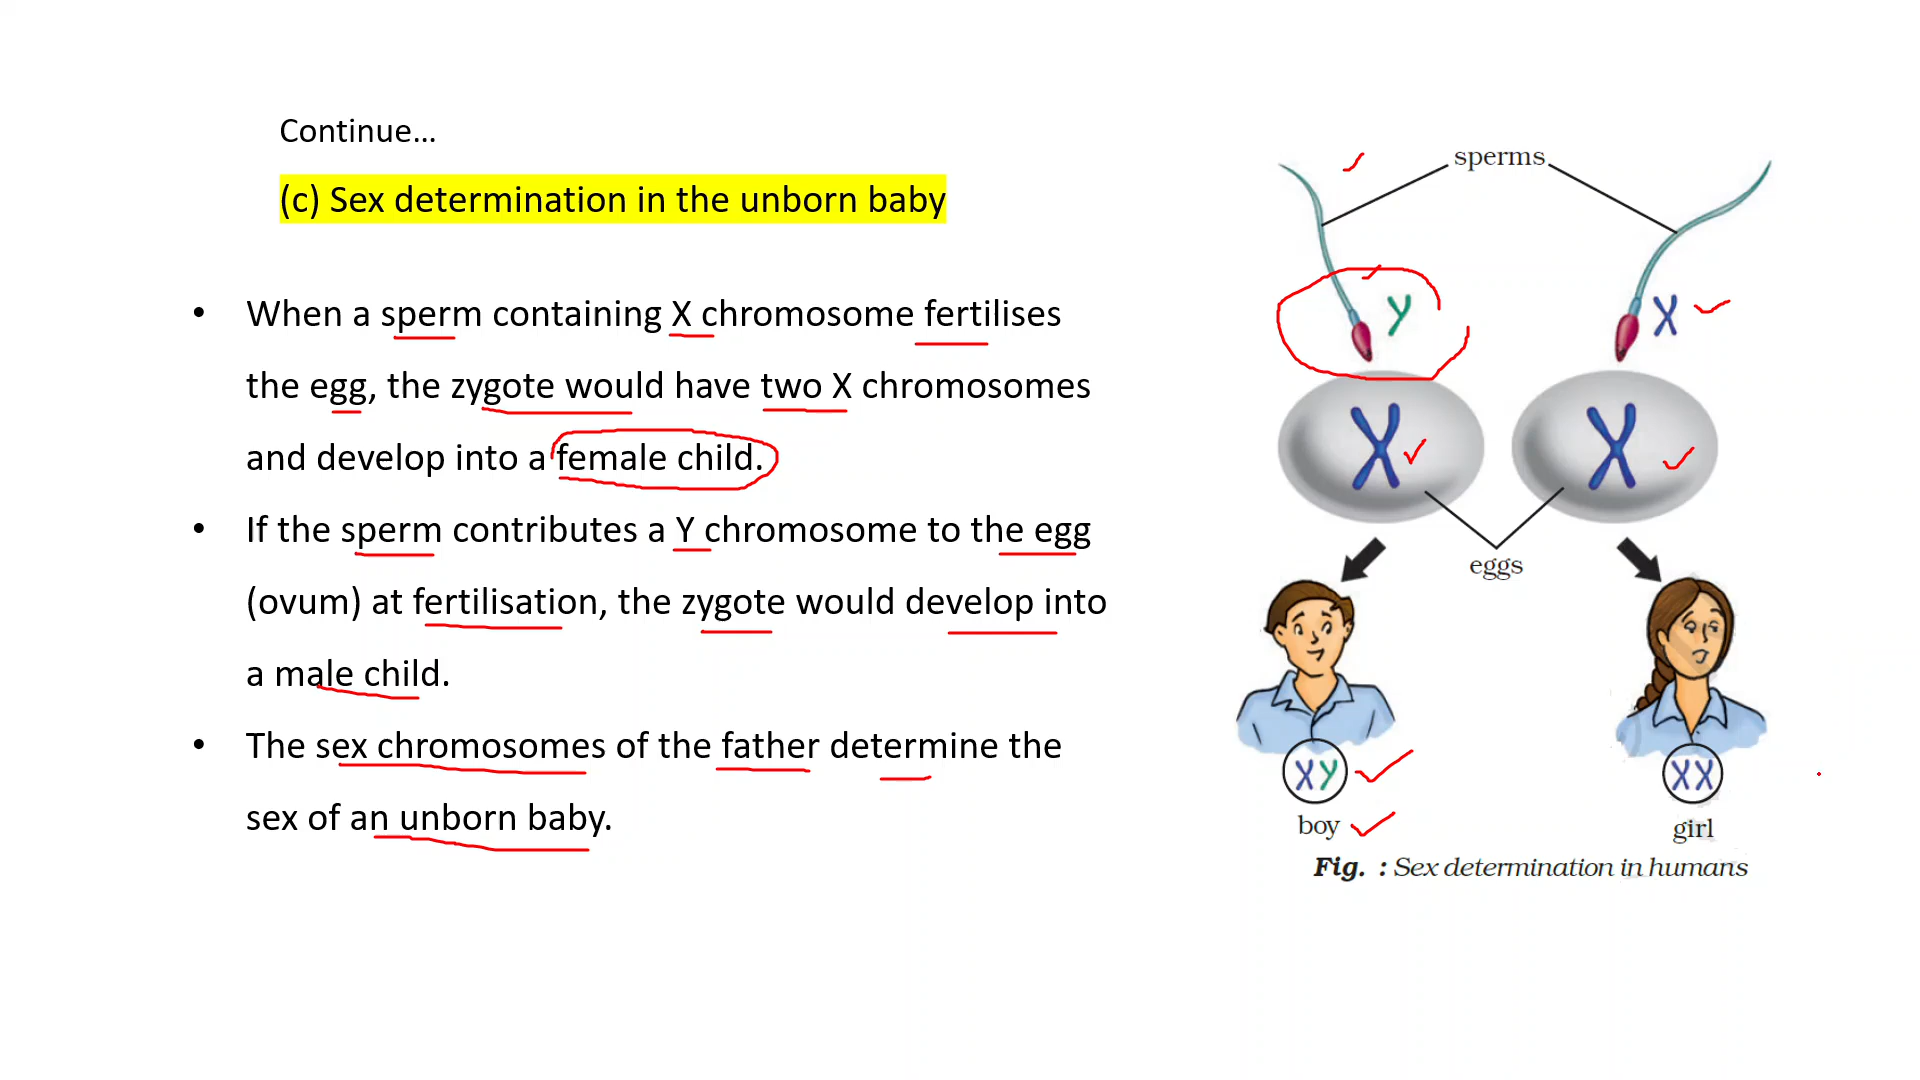 Continue...
(c) Sex determination in the unborn baby
• When a sperm containing X chromosome fertilises
the egg, the zygote would have two X chromosomes
and develop into a female child.
• If the sperm contributes a Y chromosome to the egg
(ovum) at fertilisation, the zygote would develop into
a male child.
• The sex chromosomes of the father determine the
sex of an unborn baby.
sperms
Y
X
X
X
eggs
XY
XX
boy
girl
Fig. : Sex determination in humans